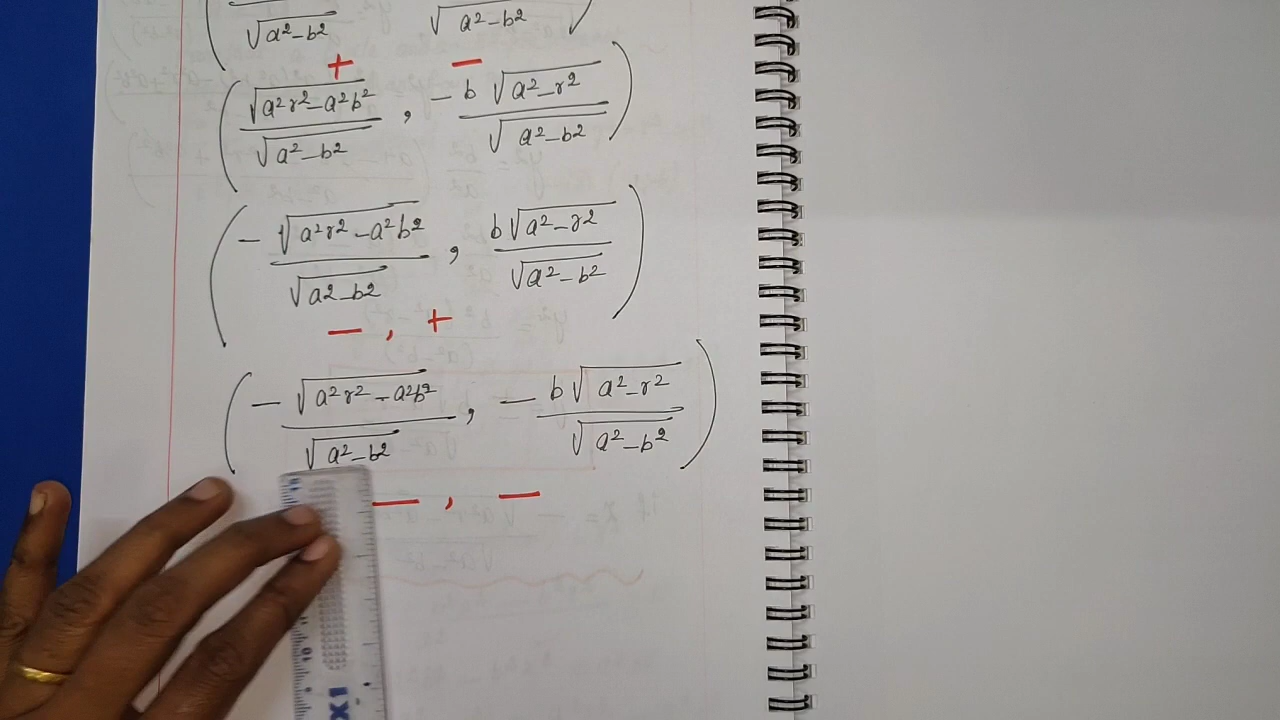 √a²-b² √a²-b²
+ -
(√a²r²-a²b²/√a²-b² , - b√a²-r²/√a²-b²)
(-√a²r²-a²b²/√a²-b² , b√a²-r²/√a²-b²)
- , +
(-√a²r²-a²b²/√a²-b² , - b√a²-r²/√a²-b²)
- , -